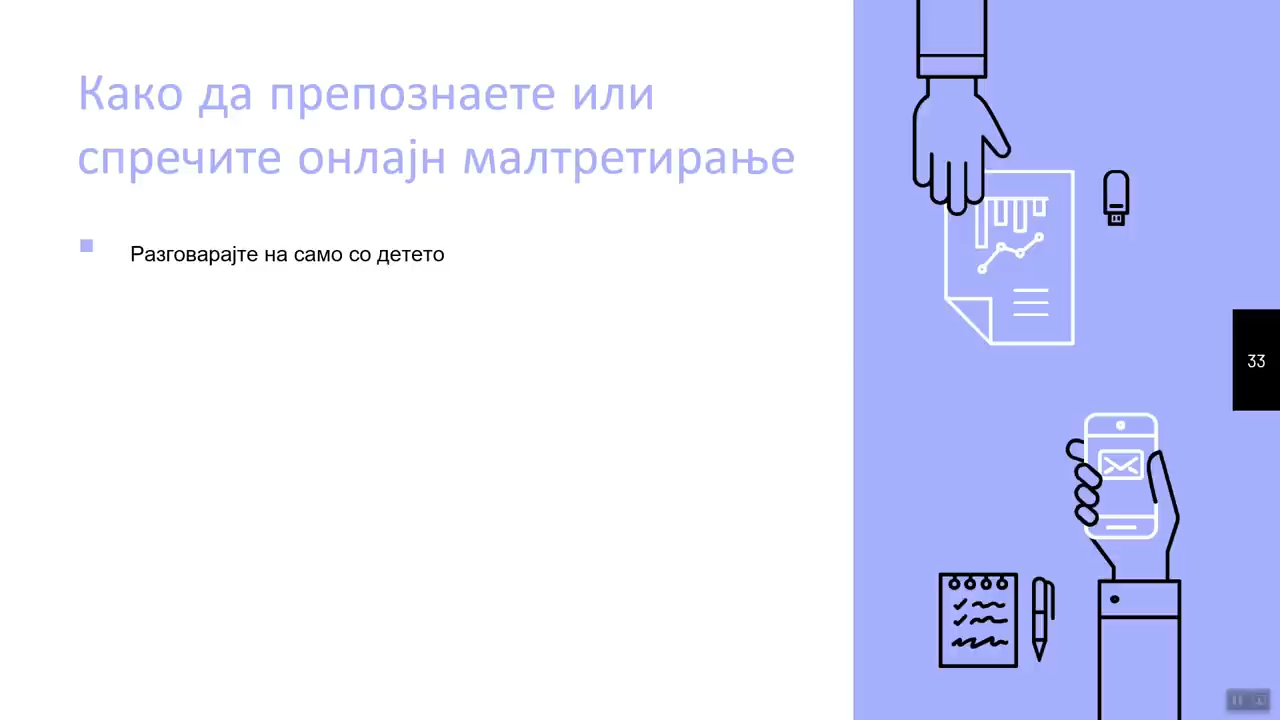 Како да препознаете или
спречите онлајн малтретирање
Разговарајте на само со детето
33